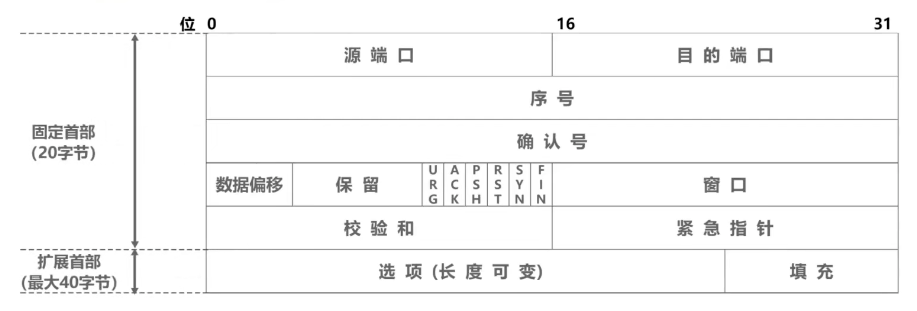 位 0 16 31
源端口 目的端口
序号
固定首部
(20字节)
确认号
数据偏移 保留 URG ACK PSH RST SYN FIN 窗口
校验和 紧急指针
扩展首部
(最大40字节)
选项(长度可变) 填充